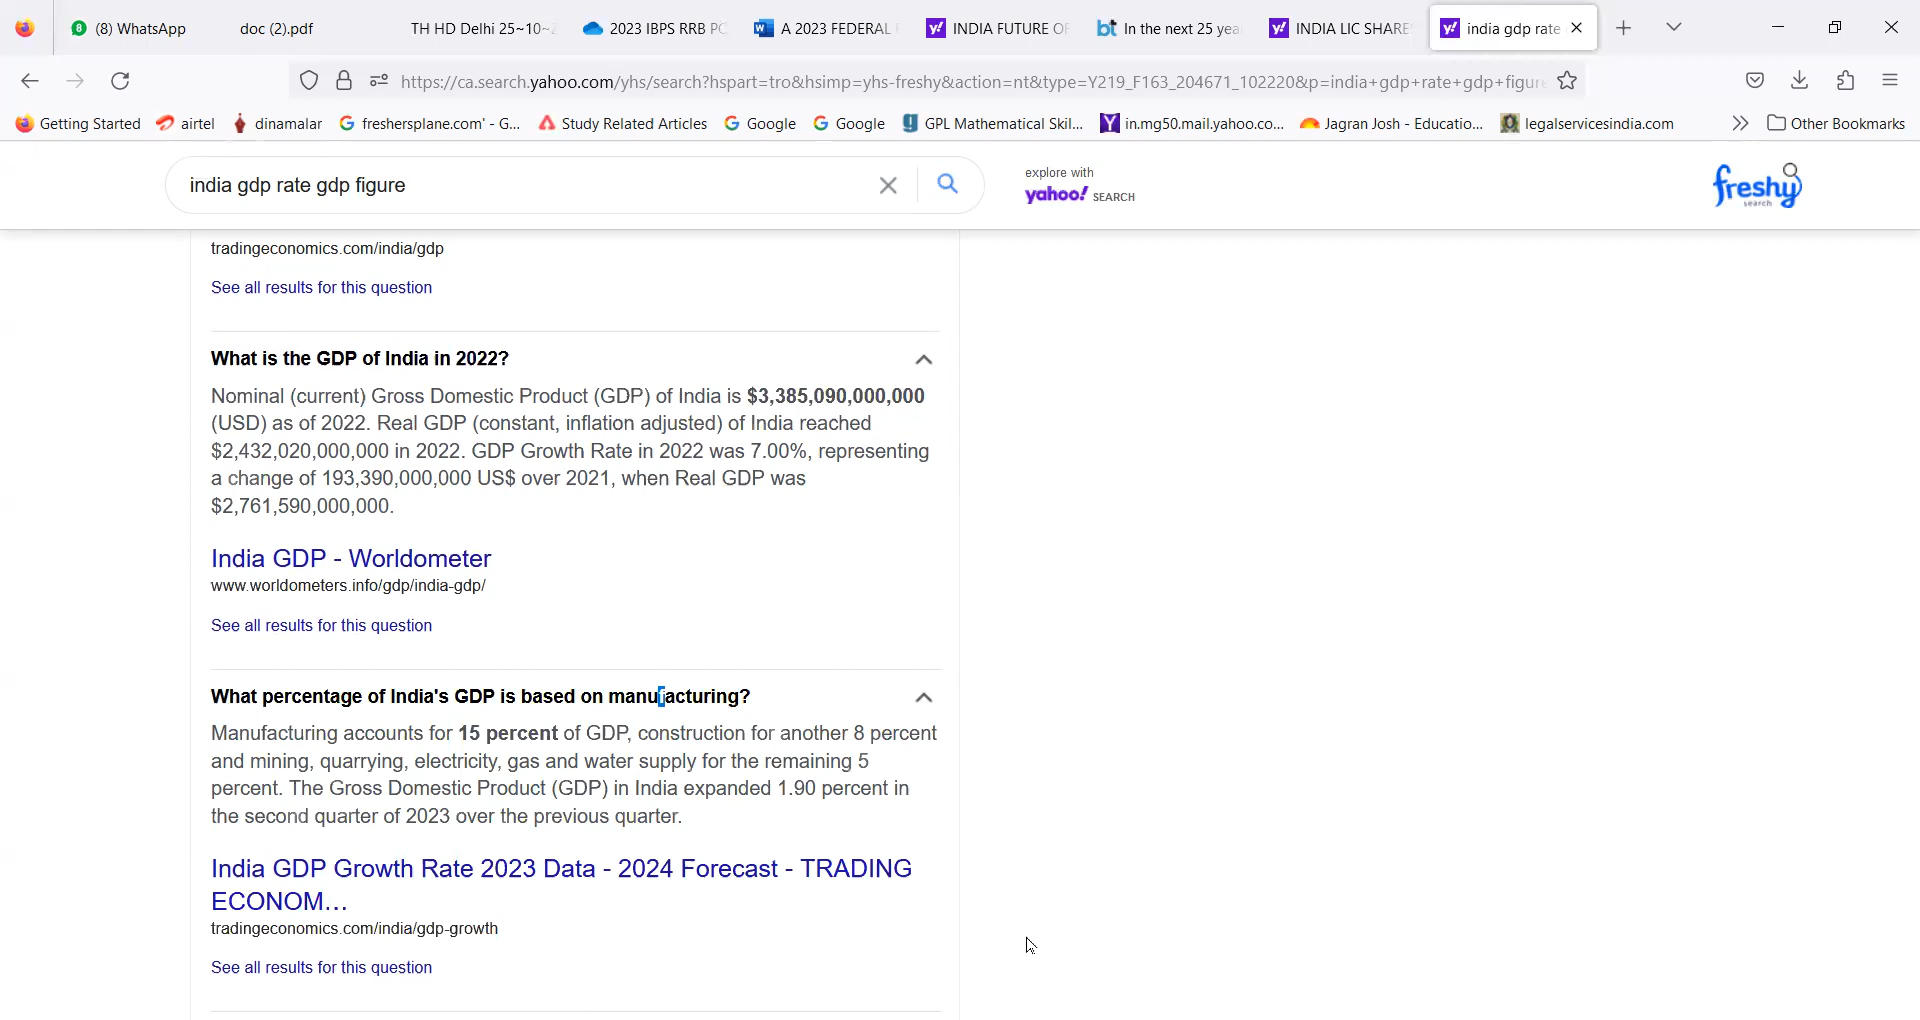 (8) WhatsApp
doc (2).pdf
TH HD Delhi 25~10~2
2023 IBPS RRB PO
A 2023 FEDERAL
INDIA FUTURE OF
In the next 25 yea
INDIA LIC SHARE
india gdp rate
https://ca.search.yahoo.com/yhs/search?hspart=tro&hsimp=yhs-freshy&action=nt&type=Y219_F163_204671_102220&p=india+gdp+rate+gdp+figure
Getting Started
airtel
dinamalar
freshersplane.com' - G...
Study Related Articles
Google
Google
GPL Mathematical Skil...
in.mg50.mail.yahoo.co...
Jagran Josh - Educatio...
legalservicesindia.com
Other Bookmarks
india gdp rate gdp figure
explore with
yahoo! SEARCH
freshy
search
tradingeconomics.com/india/gdp
See all results for this question
What is the GDP of India in 2022?
Nominal (current) Gross Domestic Product (GDP) of India is $3,385,090,000,000
(USD) as of 2022. Real GDP (constant, inflation adjusted) of India reached
$2,432,020,000,000 in 2022. GDP Growth Rate in 2022 was 7.00%, representing
a change of 193,390,000,000 US$ over 2021, when Real GDP was
$2,761,590,000,000.
India GDP - Worldometer
www.worldometers.info/gdp/india-gdp/
See all results for this question
What percentage of India's GDP is based on manufacturing?
Manufacturing accounts for 15 percent of GDP, construction for another 8 percent
and mining, quarrying, electricity, gas and water supply for the remaining 5
percent. The Gross Domestic Product (GDP) in India expanded 1.90 percent in
the second quarter of 2023 over the previous quarter.
India GDP Growth Rate 2023 Data - 2024 Forecast - TRADING
ECONOM...
tradingeconomics.com/india/gdp-growth
See all results for this question